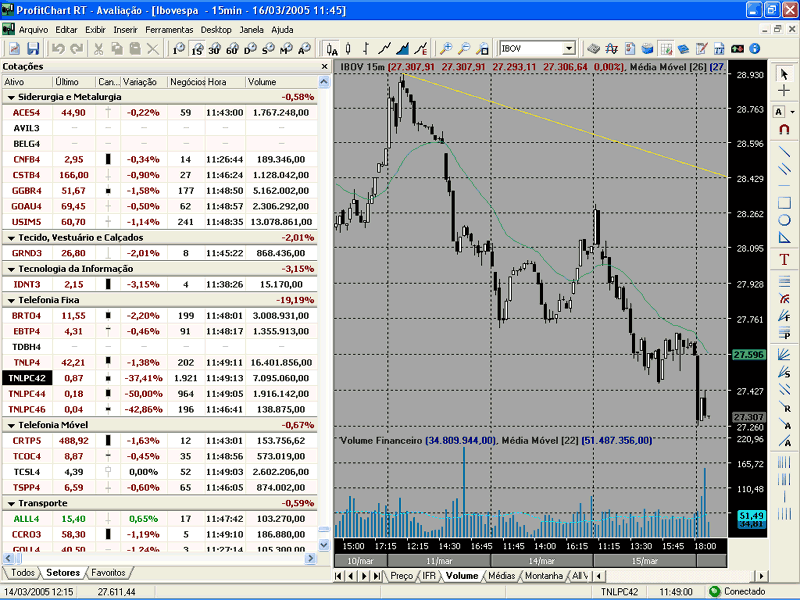 ProfitChart RT - Avaliação - [Ibovespa - 15min - 16/03/2005 11:45]
Arquivo Editar Exibir Inserir Ferramentas Desktop Janela Ajuda
IBOV
Cotações
Ativo Último Can... Variação Negócios Hora Volume
Siderurgia e Metalurgia -0,58%
ACES4 44,90 -0,22% 59 11:43:00 1.767.248,00
AVIL3
BELG4
CNFB4 2,95 -0,34% 14 11:26:44 189.346,00
CSTB4 166,00 -0,90% 27 11:46:24 1.128.042,00
GGBR4 51,67 -1,58% 177 11:48:50 5.162.002,00
GOAU4 69,45 -0,50% 62 11:48:57 2.306.292,00
USIM5 60,70 -1,14% 241 11:48:35 13.078.861,00
Tecido, Vestuário e Calçados -2,01%
GRND3 26,80 -2,01% 8 11:45:22 868.436,00
Tecnologia da Informação -3,15%
IDNT3 2,15 -3,15% 4 11:38:26 15.170,00
Telefonia Fixa -19,19%
BRTO4 11,55 -2,20% 199 11:48:01 3.008.931,00
EBTP4 4,31 -0,46% 91 11:48:17 1.355.913,00
TDBH4
TNLP4 42,21 -1,38% 202 11:49:11 16.401.856,00
TNLPC42 0,87 -37,41% 1.921 11:49:13 7.095.060,00
TNLPC44 0,18 -50,00% 964 11:49:05 1.916.142,00
TNLPC46 0,04 -42,86% 196 11:46:41 138.875,00
Telefonia Móvel -0,67%
CRTP5 488,92 -1,63% 12 11:43:01 153.756,62
TCOC4 8,87 -0,45% 35 11:48:56 573.019,00
TCSL4 4,39 0,00% 52 11:49:03 2.602.206,00
TSPP4 6,59 -0,60% 65 11:46:05 874.002,00
Transporte -0,59%
ALLL4 15,40 0,65% 17 11:47:42 103.270,00
CCRO3 58,30 -1,19% 5 11:49:10 186.880,00
GOLL4 40,50 -1,24% 3 11:27:14 105.300,00
Todos Setores Favoritos
IBOV 15m (27.307,91 27.307,91 27.293,11 27.306,64 0,00%), Média Móvel [26] (27.
28.930
28.763
28.596
28.429
28.262
28.095
27.928
27.761
27.596
27.427
27.307
27.260
Volume Financeiro (34.809.944,00), Média Móvel [22] (51.487.356,00)
220,96
165,72
110,48
51,49
34,81
15:00 17:15 12:15 14:30 16:45 11:45 14:00 16:15 11:15 13:30 15:45 18:00
10/mar 11/mar 14/mar 15/mar
Preço IFR Volume Médias Montanha All V
14/03/2005 12:15 27.611,44 TNLPC42 11:49:00 Conectado